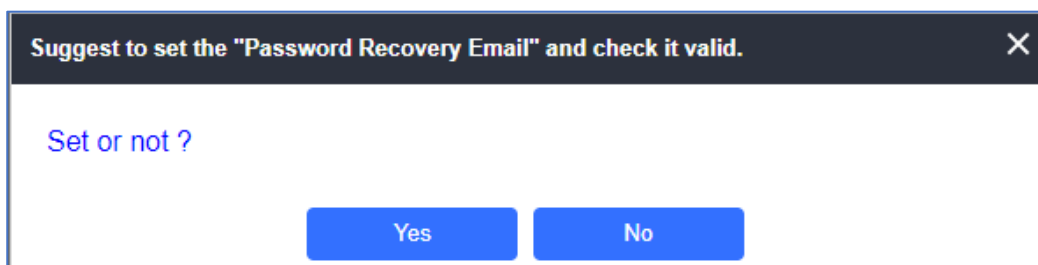 Suggest to set the "Password Recovery Email" and check it valid.
Set or not ?
Yes
No